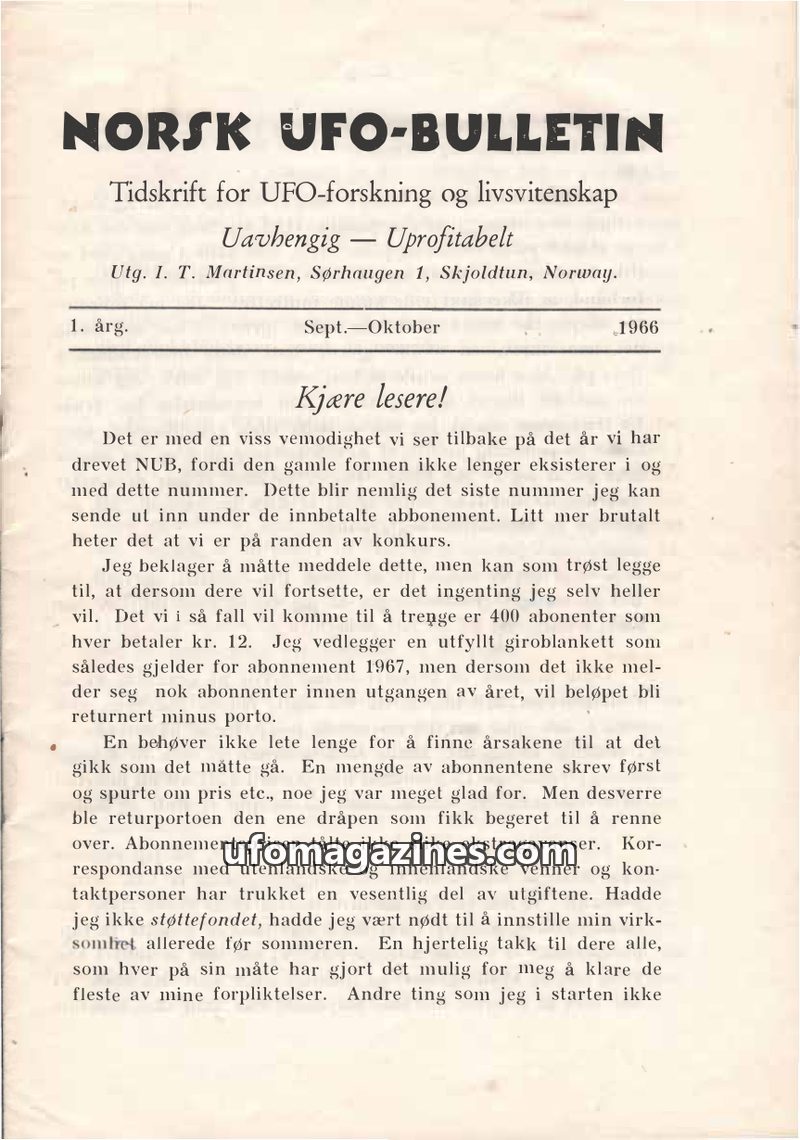 NORSK UFO-BULLETIN
Tidskrift for UFO-forskning og livsvitenskap
Uavhengig — Uprofitabelt
Utg. I. T. Martinsen, Sørhaugen 1, Skjoldtun, Norway.
1. årg. Sept.—Oktober 1966
Kjære lesere!
Det er med en viss vemodighet vi ser tilbake på det år vi har
drevet NUB, fordi den gamle formen ikke lenger eksisterer i og
med dette nummer. Dette blir nemlig det siste nummer jeg kan
sende ut inn under de innbetalte abbonement. Litt mer brutalt
heter det at vi er på randen av konkurs.
Jeg beklager å måtte meddele dette, men kan som trøst legge
til, at dersom dere vil fortsette, er det ingenting jeg selv heller
vil. Det vi i så fall vil komme til å trenge er 400 abonenter som
hver betaler kr. 12. Jeg vedlegger en utfyllt giroblankett som
således gjelder for abonnement 1967, men dersom det ikke mel-
der seg nok abonnenter innen utgangen av året, vil beløpet bli
returnert minus porto.
En behøver ikke lete lenge for å finne årsakene til at det
gikk som det måtte gå. En mengde av abonnentene skrev først
og spurte om pris etc., noe jeg var meget glad for. Men desverre
ble returportoen den ene dråpen som fikk begeret til å renne
over. Kor-
ufomagazines.com
respondanse med utenlandske og innenlandske venner og kon-
taktpersoner har trukket en vesentlig del av utgiftene. Hadde
jeg ikke støttefondet, hadde jeg vært nødt til å innstille min virk-
somhet allerede før sommeren. En hjertelig takk til dere alle,
som hver på sin måte har gjort det mulig for meg å klare de
fleste av mine forpliktelser. Andre ting som jeg i starten ikke